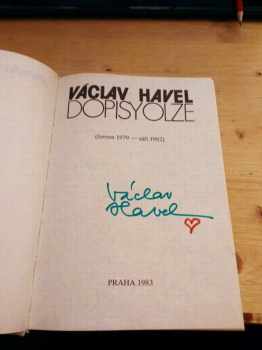 VÁCLAV HAVEL
DOPISY OLZE
(červen 1979 — září 1982)
Václav
Havel
PRAHA 1983